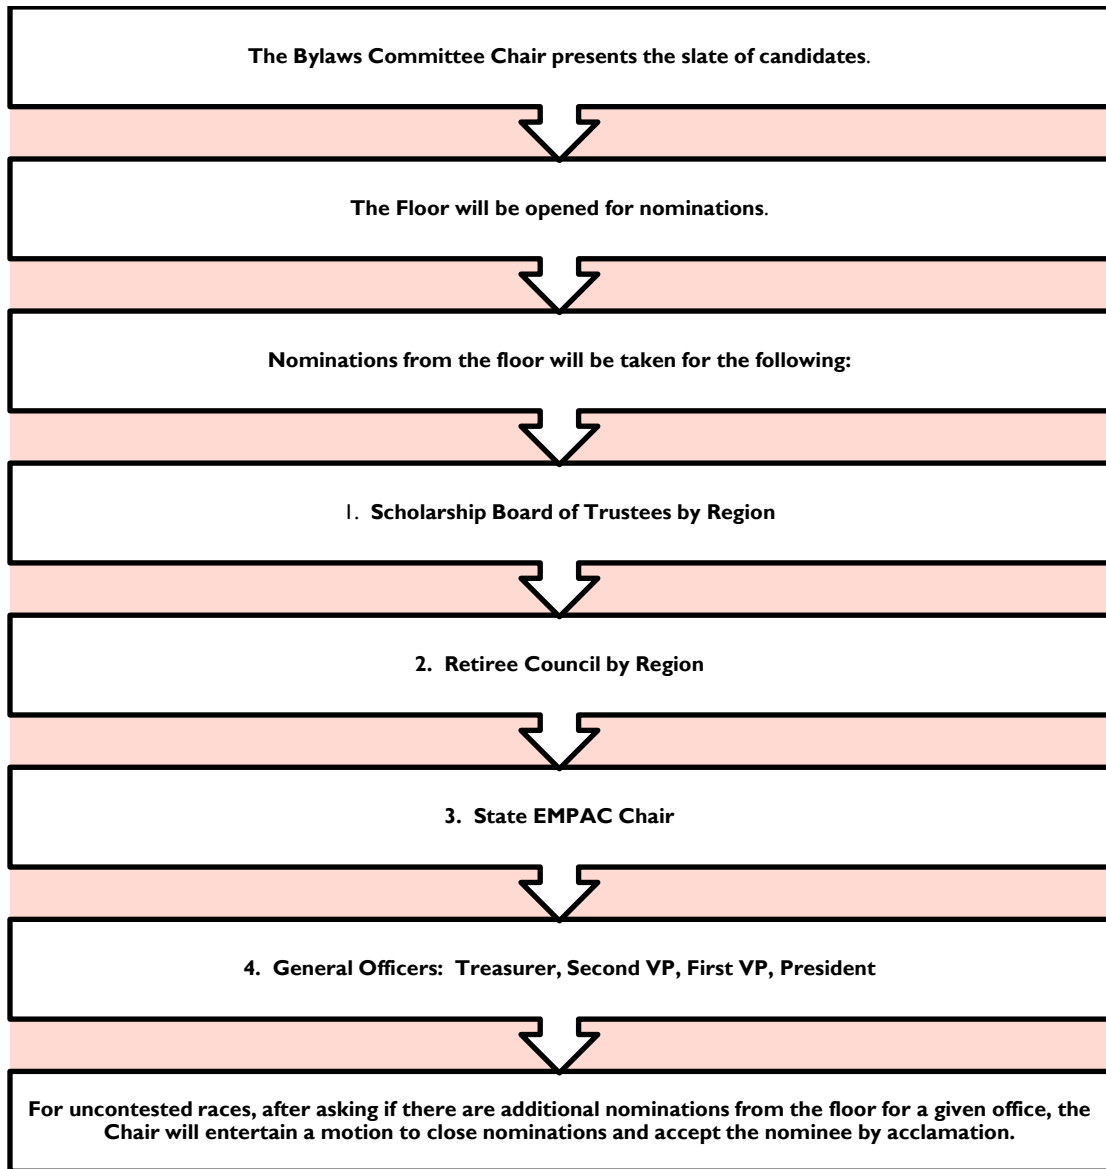 The Bylaws Committee Chair presents the slate of candidates.
The Floor will be opened for nominations.
Nominations from the floor will be taken for the following:
1. Scholarship Board of Trustees by Region
2. Retiree Council by Region
3. State EMPAC Chair
4. General Officers: Treasurer, Second VP, First VP, President
For uncontested races, after asking if there are additional nominations from the floor for a given office, the
Chair will entertain a motion to close nominations and accept the nominee by acclamation.